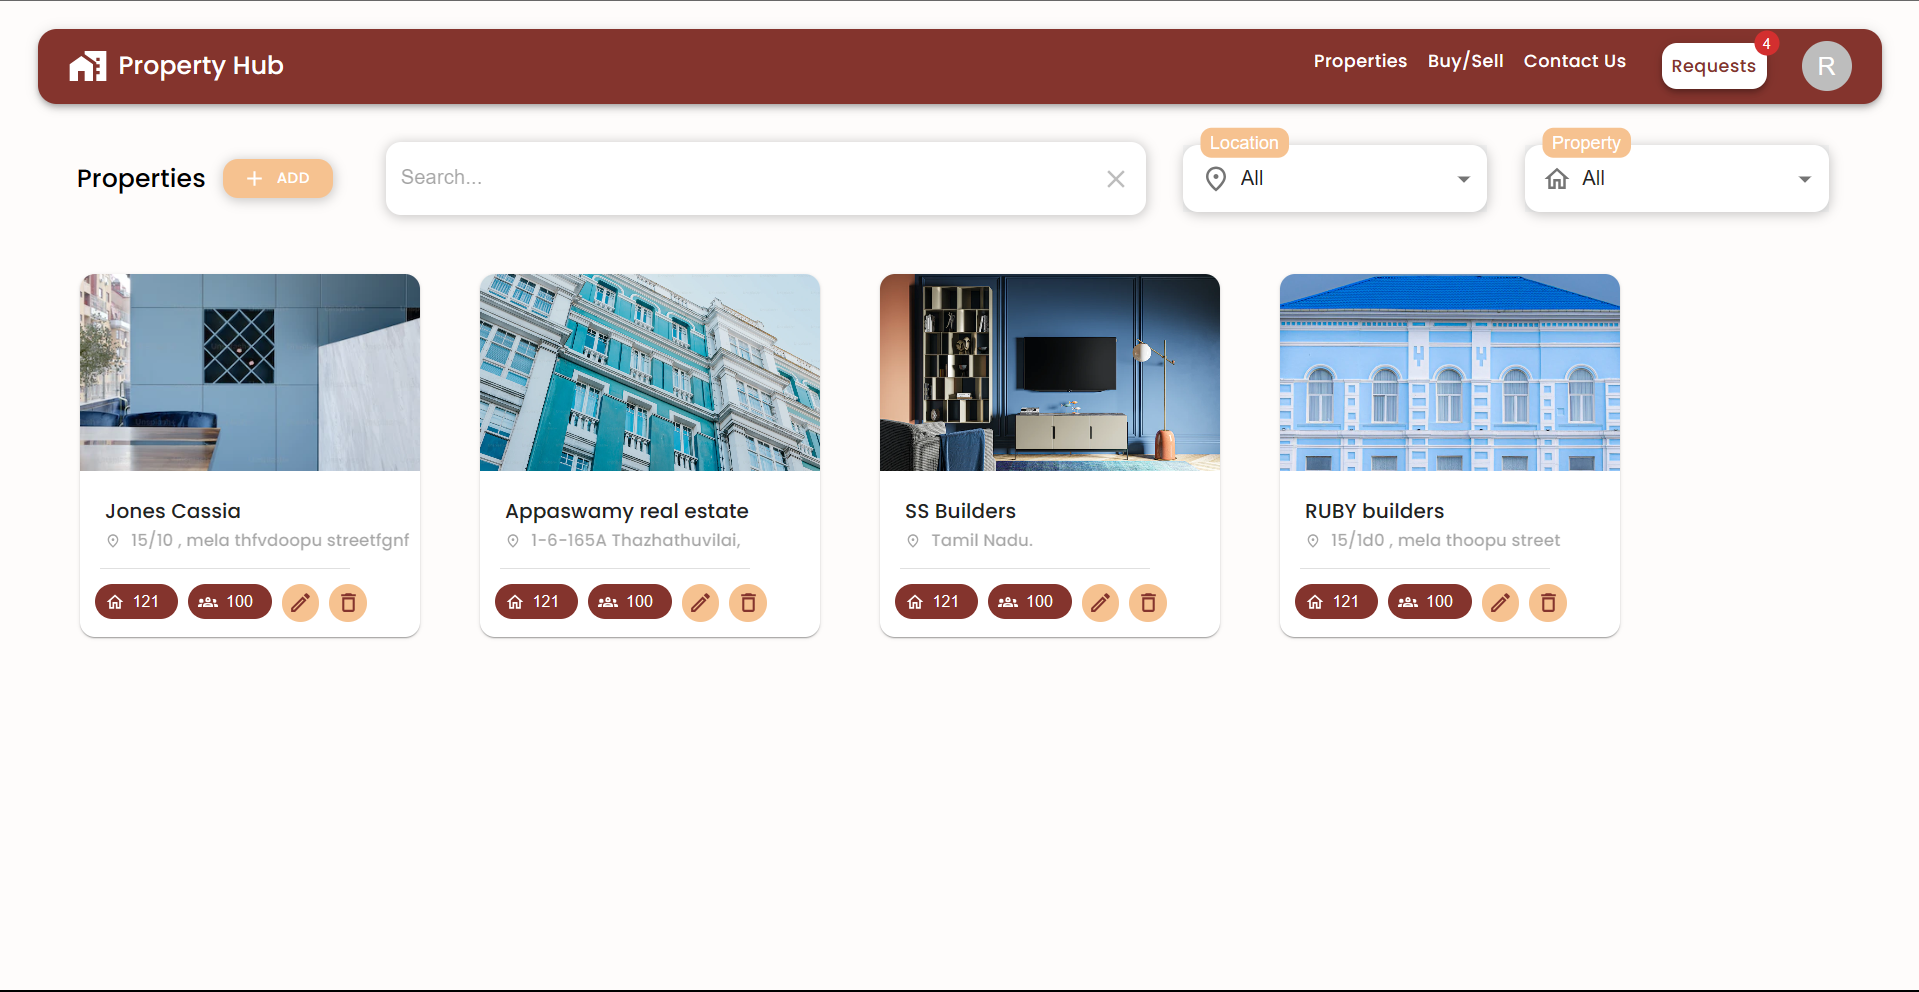 Property Hub
Properties
Buy/Sell
Contact Us
Requests
4
R
Properties
+ ADD
Search...
Location
All
Property
All
Jones Cassia
15/10 , mela thfvdoopu streetfgnf
121
100
Appaswamy real estate
1-6-165A Thazhathuvilai,
121
100
SS Builders
Tamil Nadu.
121
100
RUBY builders
15/1d0 , mela thoopu street
121
100